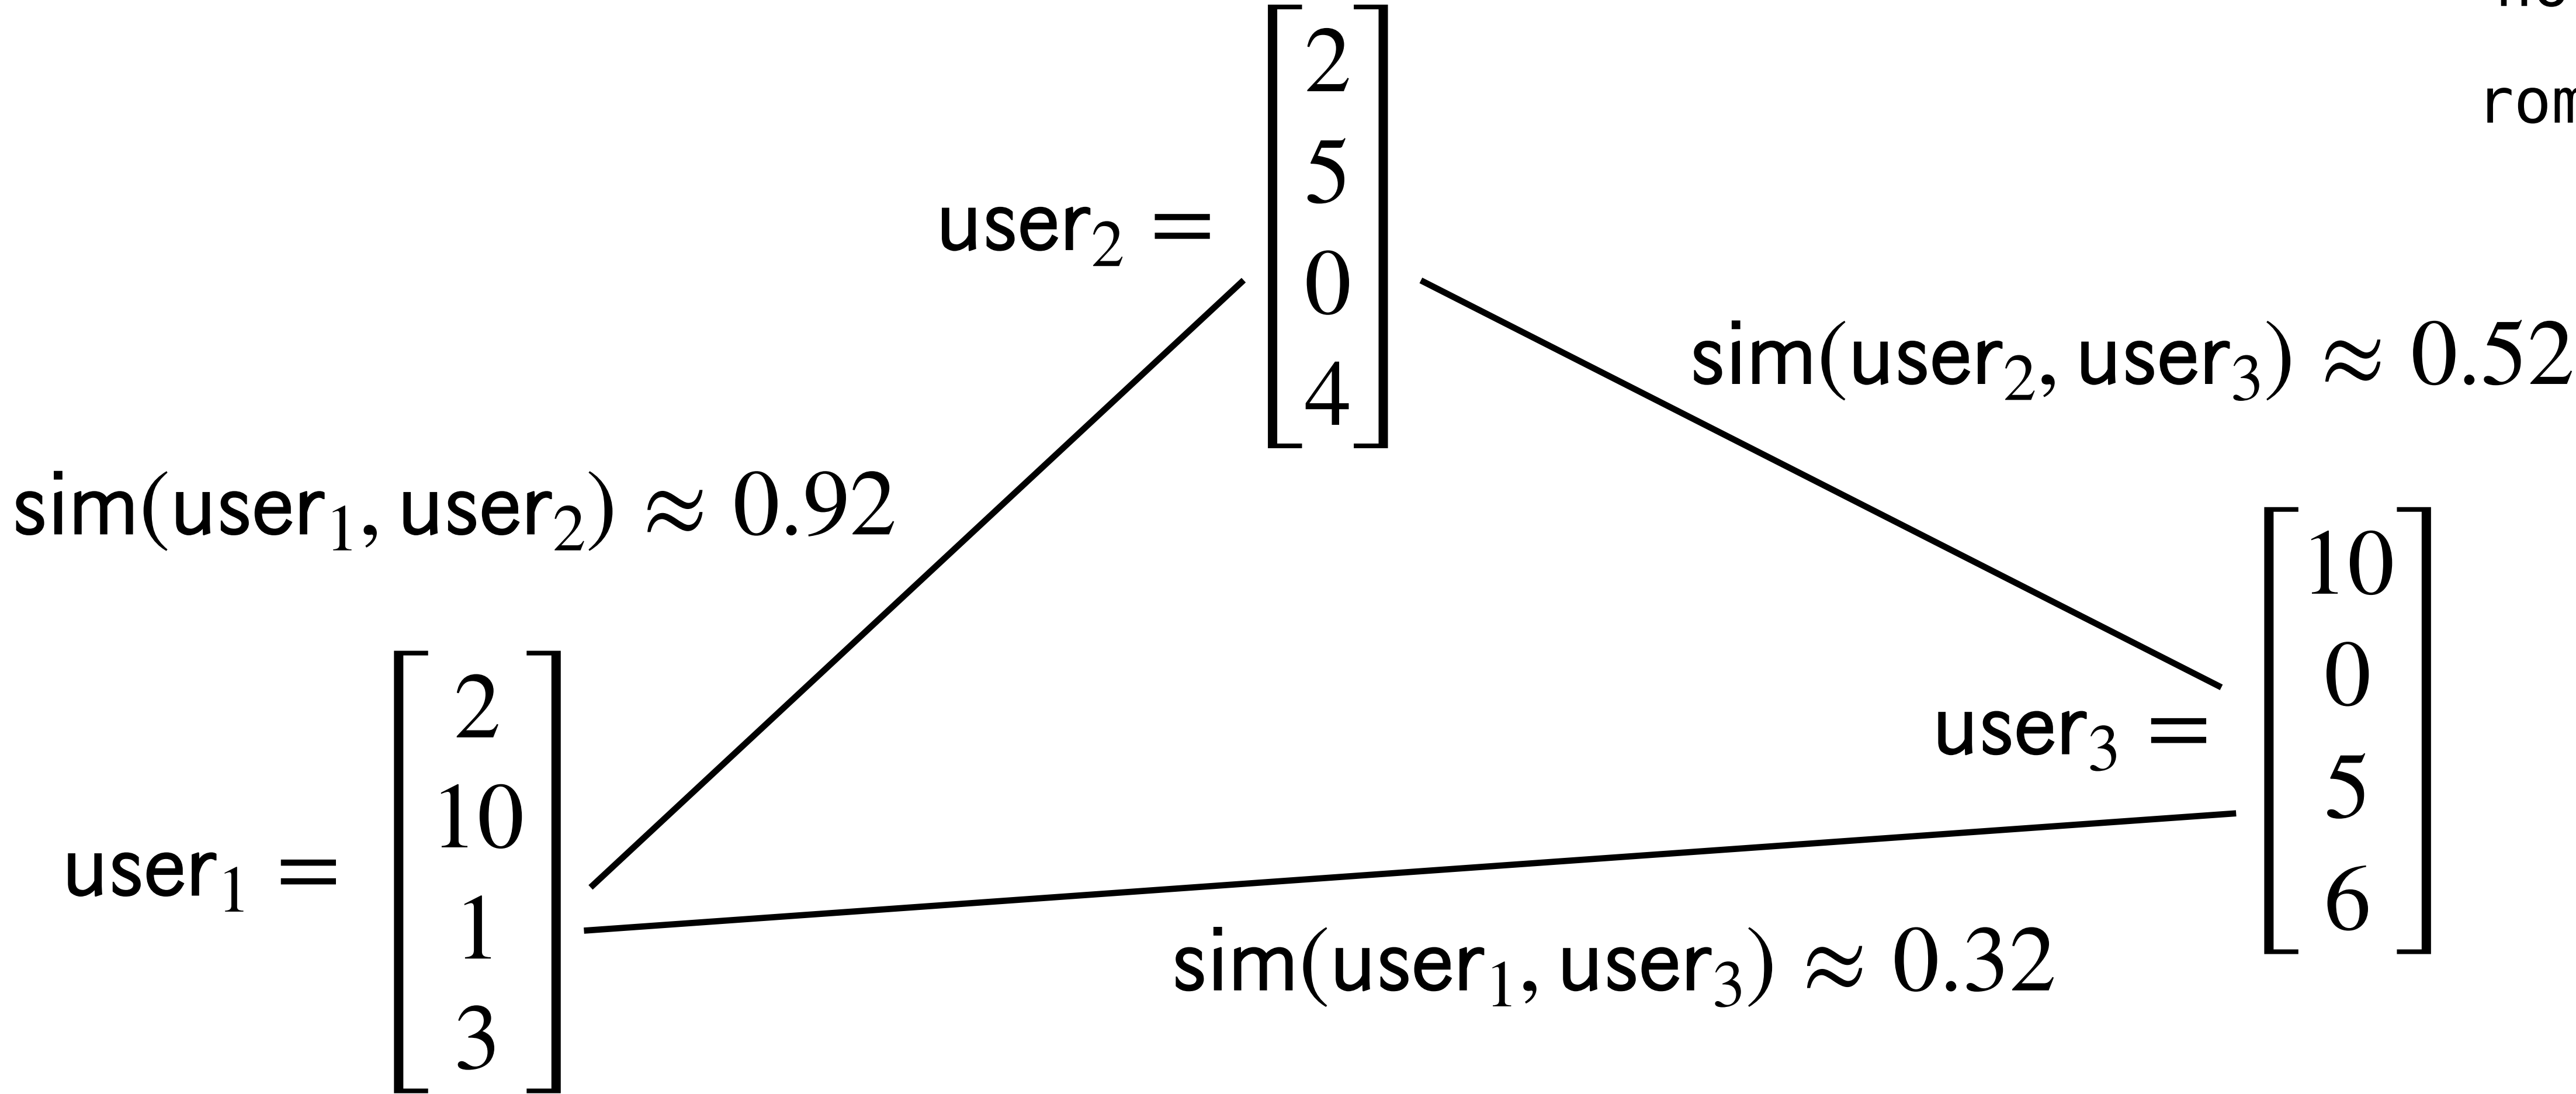 user₂ =
2
5
0
4
sim(user₂, user₃) ≈ 0.52
sim(user₁, user₂) ≈ 0.92
user₁ =
2
10
1
3
user₃ =
10
0
5
6
sim(user₁, user₃) ≈ 0.32
rom